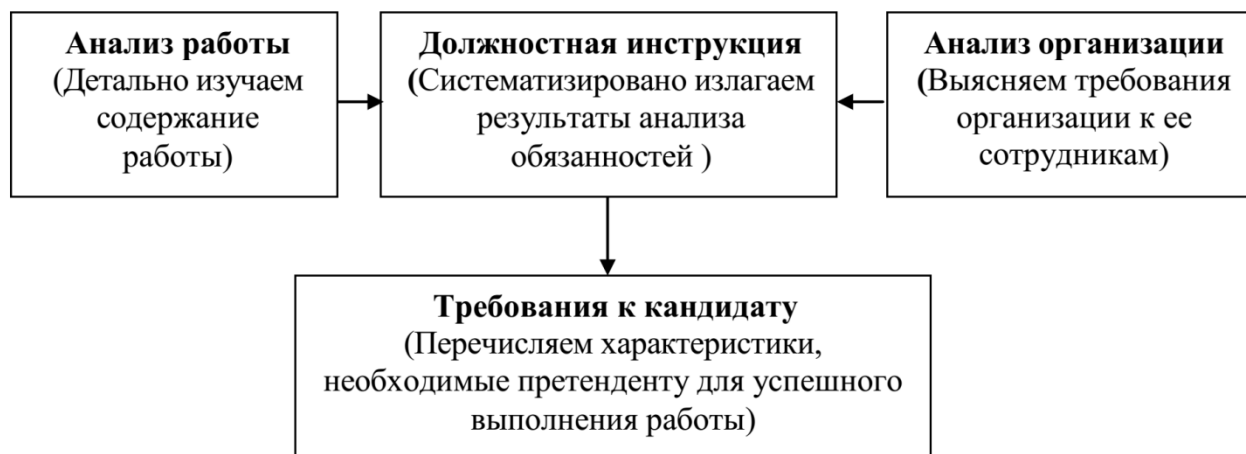 Анализ работы
(Детально изучаем
содержание
работы)
Должностная инструкция
(Систематизировано излагаем
результаты анализа
обязанностей )
Анализ организации
(Выясняем требования
организации к ее
сотрудникам)
Требования к кандидату
(Перечисляем характеристики,
необходимые претенденту для успешного
выполнения работы)